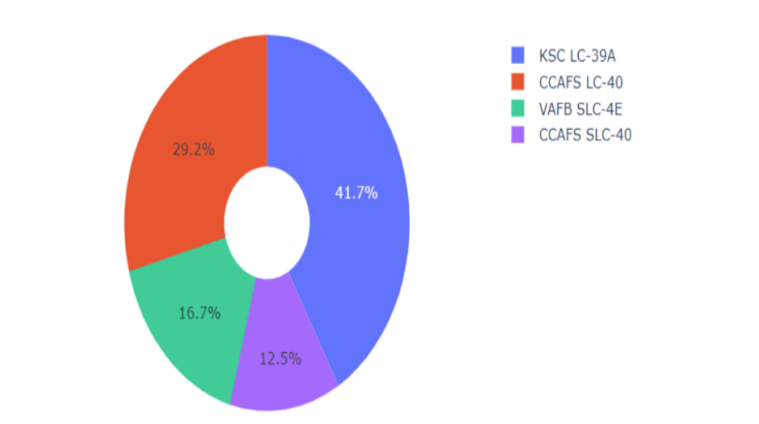 KSC LC-39A
CCAFS LC-40
VAFB SLC-4E
CCAFS SLC-40
29.2%
41.7%
16.7%
12.5%